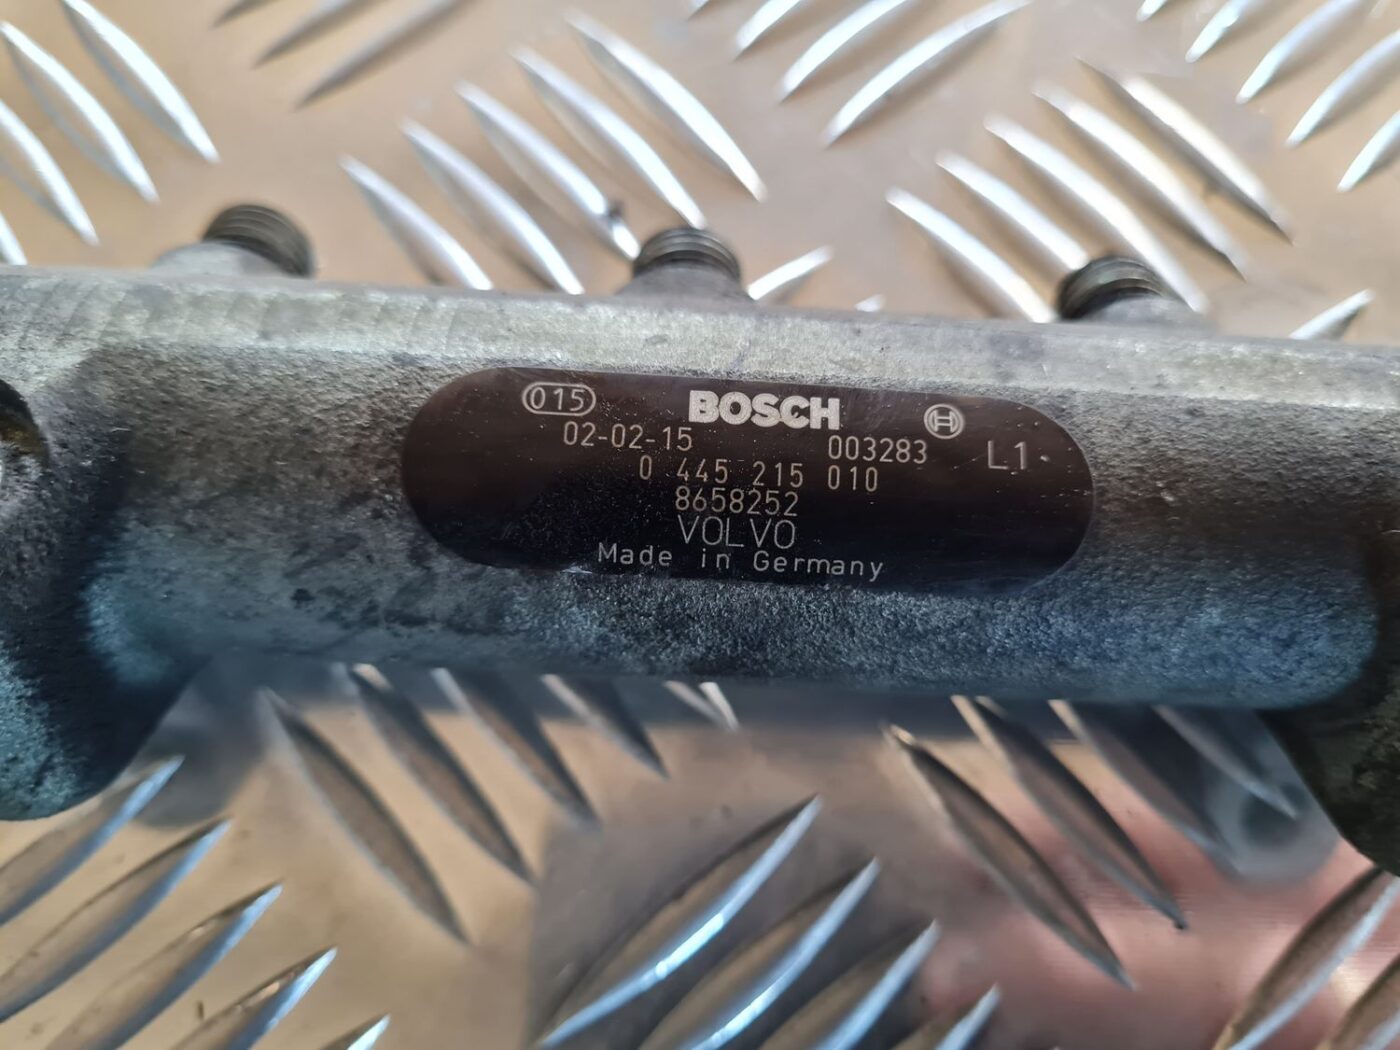 015 BOSCH
02-02-15 003283 L1
0 445 215 010
8658252
VOLVO
Made in Germany